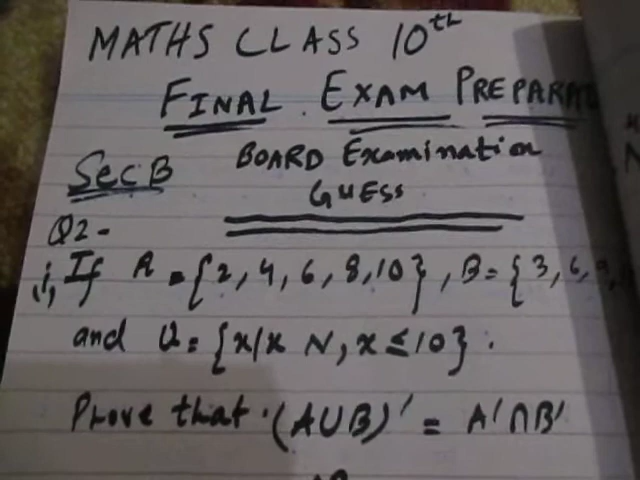 MATHS CLASS 10th
FINAL EXAM
BOARD Examination
Sec B
GUESS
Q2-
i, If A = {2, 4, 6, 8, 10}, B = {3, 6,
and U = {x/x N, x ≤ 10}.
Prove that (A∪B)' = A'∩B'